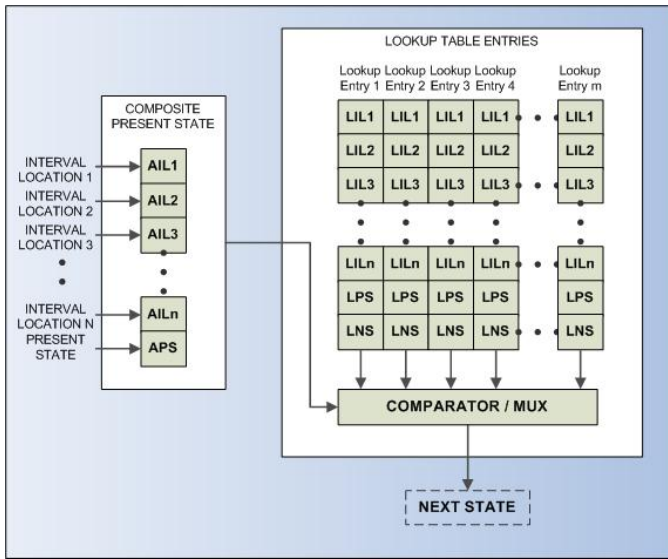 LOOKUP TABLE ENTRIES
Lookup Entry 1
Lookup Entry 2
Lookup Entry 3
Lookup Entry 4
Lookup Entry m
COMPOSITE
PRESENT STATE
INTERVAL
LOCATION 1
INTERVAL
LOCATION 2
INTERVAL
LOCATION 3
INTERVAL
LOCATION N
PRESENT
STATE
AIL1
AIL2
AIL3
AILn
APS
LIL1 LIL1 LIL1 LIL1 LIL1
LIL2 LIL2 LIL2 LIL2 LIL2
LIL3 LIL3 LIL3 LIL3 LIL3
LILn LILn LILn LILn LILn
LPS LPS LPS LPS LPS
LNS LNS LNS LNS LNS
COMPARATOR / MUX
NEXT STATE